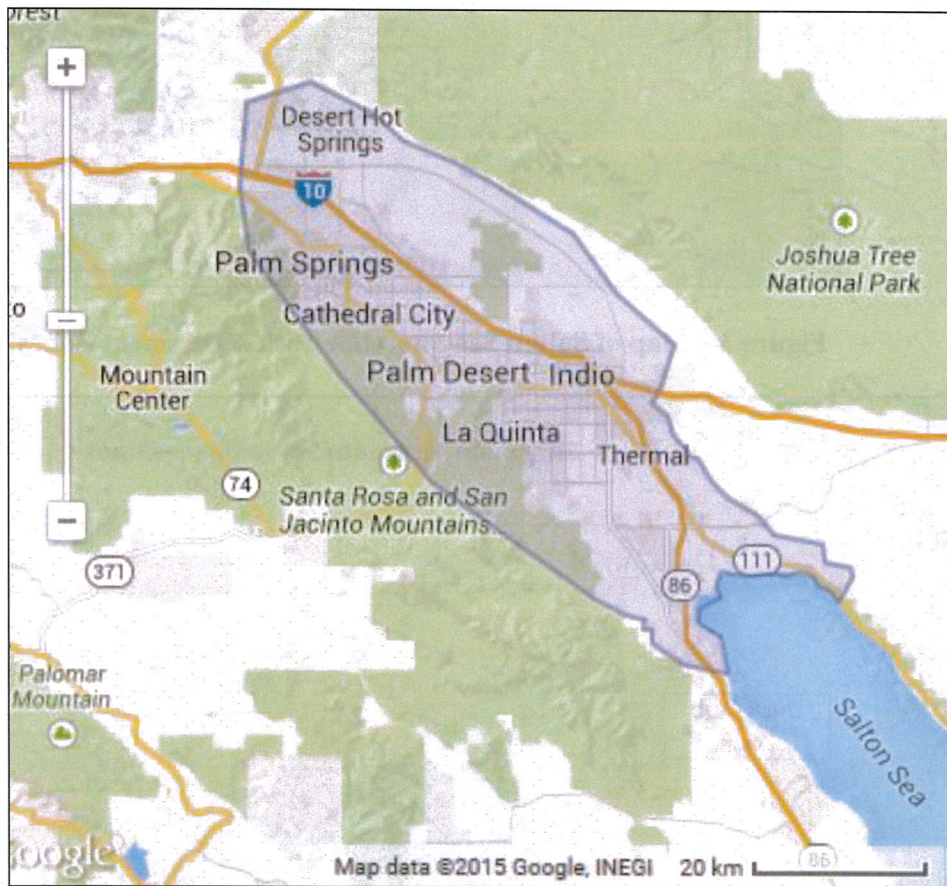 orest
+
Desert Hot
Springs
10
Joshua Tree
National Park
Palm Springs
Cathedral City
o
Mountain
Center
Palm Desert
Indio
La Quinta
Thermal
74
Santa Rosa and San
Jacinto Mountains...
−
371
111
86
Palomar
Mountain
Salton Sea
oogle
Map data ©2015 Google, INEGI
20 km
86